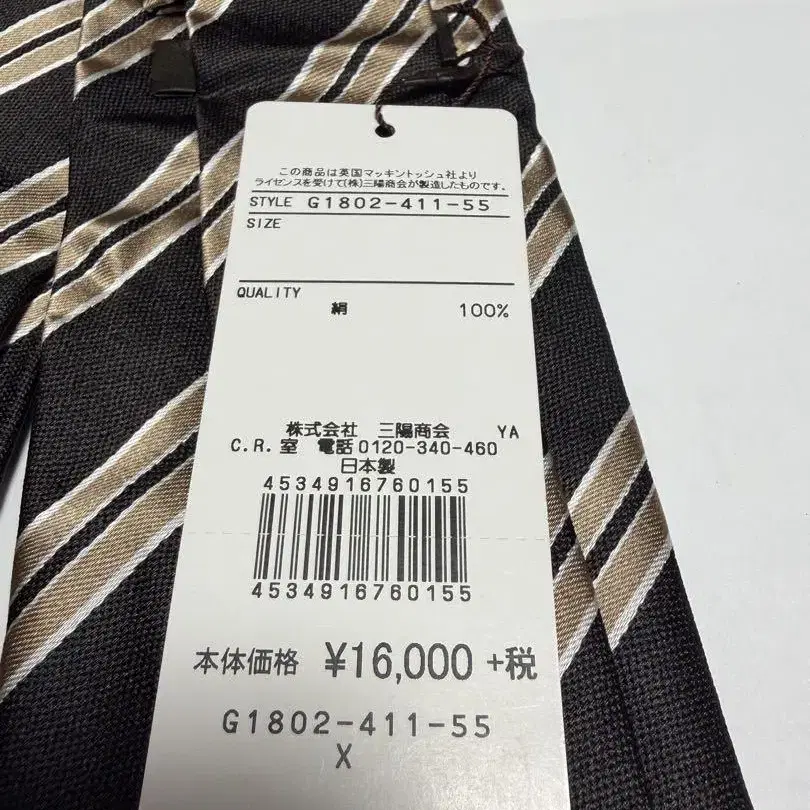 この商品は英国マッキントッシュ社より
ライセンスを受けて(株)三陽商会が製造したものです。
STYLE G1802-411-55
SIZE
QUALITY
絹 100%
株式会社 三陽商会 YA
C.R.室 電話0120-340-460
日本製
4534916760155
4534916760155
本体価格 ¥16,000 +税
G1802-411-55
X